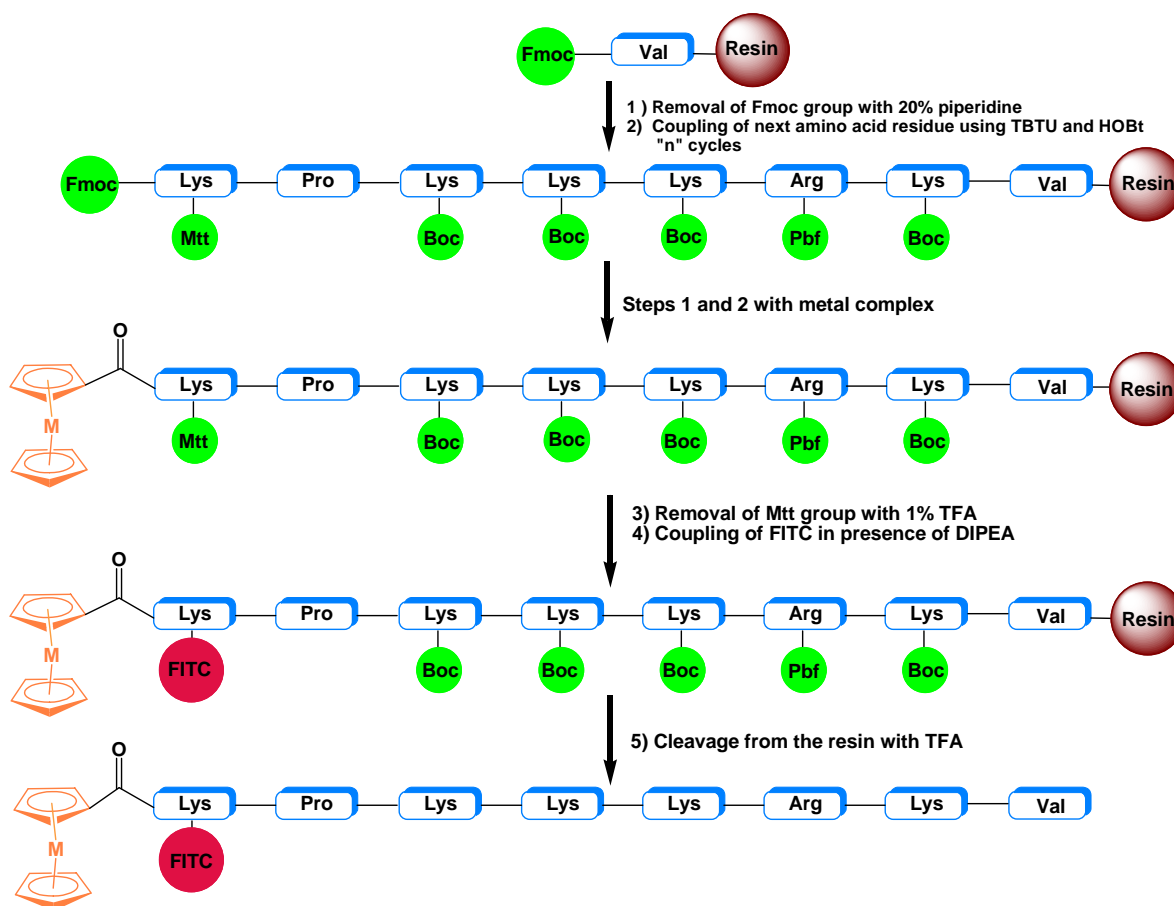 Fmoc Val Resin
1 ) Removal of Fmoc group with 20% piperidine
2) Coupling of next amino acid residue using TBTU and HOBt
"n" cycles
Fmoc Lys Pro Lys Lys Lys Arg Lys Val Resin
Mtt Boc Boc Boc Pbf Boc
Steps 1 and 2 with metal complex
O
Lys Pro Lys Lys Lys Arg Lys Val Resin
M Mtt Boc Boc Boc Pbf Boc
3) Removal of Mtt group with 1% TFA
4) Coupling of FITC in presence of DIPEA
O
Lys Pro Lys Lys Lys Arg Lys Val Resin
M FITC Boc Boc Boc Pbf Boc
5) Cleavage from the resin with TFA
O
Lys Pro Lys Lys Lys Arg Lys Val
M FITC